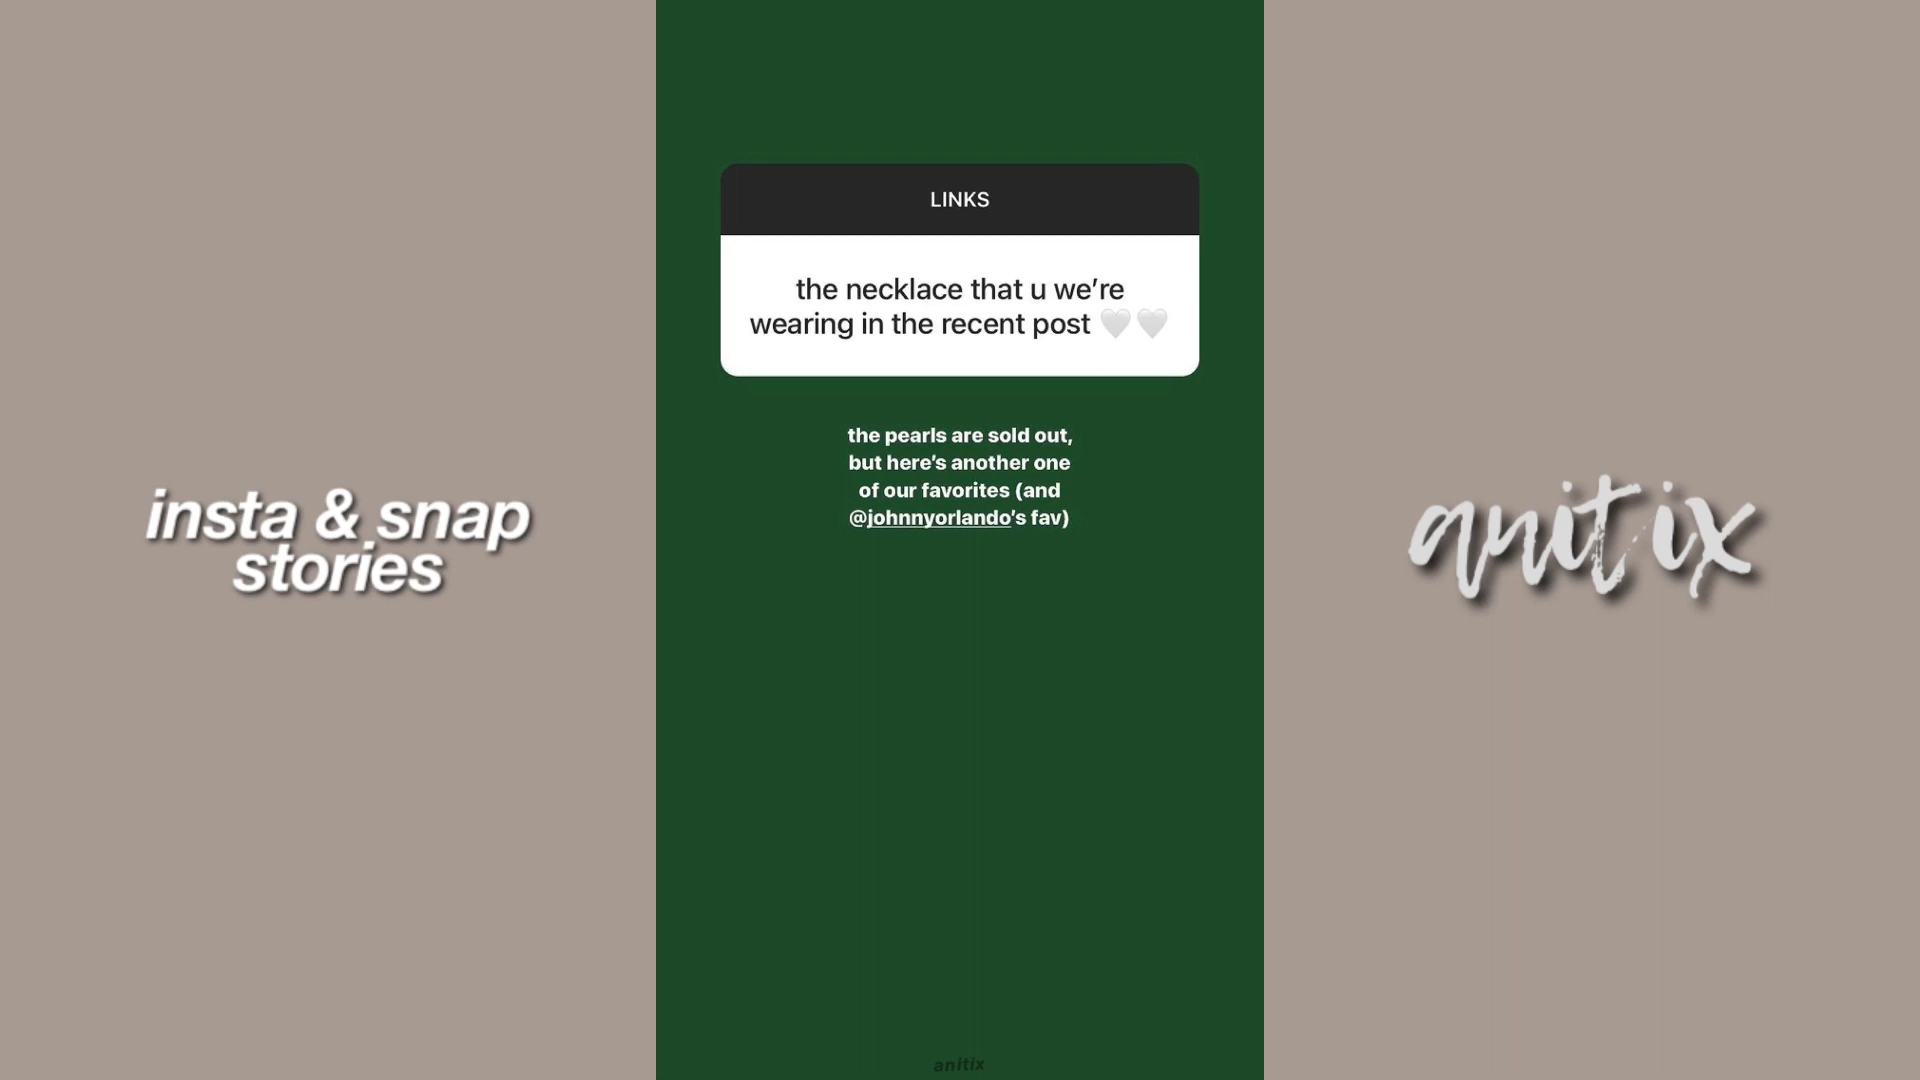 LINKS
the necklace that u we’re
wearing in the recent post 🤍🤍
the pearls are sold out,
but here’s another one
of our favorites (and
@johnnyorlando’s fav)
insta & snap
stories
anitix
anitix